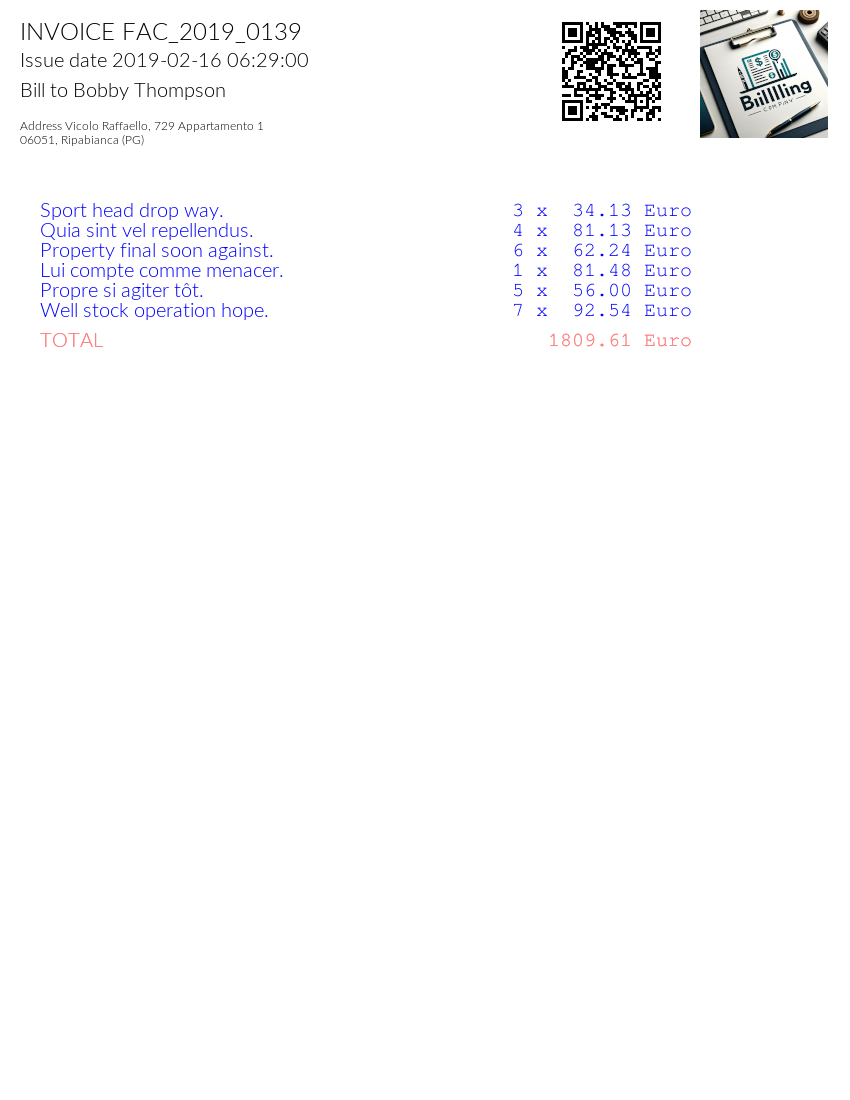 INVOICE FAC_2019_0139
Issue date 2019-02-16 06:29:00
Bill to Bobby Thompson
Address Vicolo Raffaello, 729 Appartamento 1
06051, Ripabianca (PG)
Biillling
COMPINY
Sport head drop way. 3 x 34.13 Euro
Quia sint vel repellendus. 4 x 81.13 Euro
Property final soon against. 6 x 62.24 Euro
Lui compte comme menacer. 1 x 81.48 Euro
Propre si agiter tôt. 5 x 56.00 Euro
Well stock operation hope. 7 x 92.54 Euro
TOTAL 1809.61 Euro